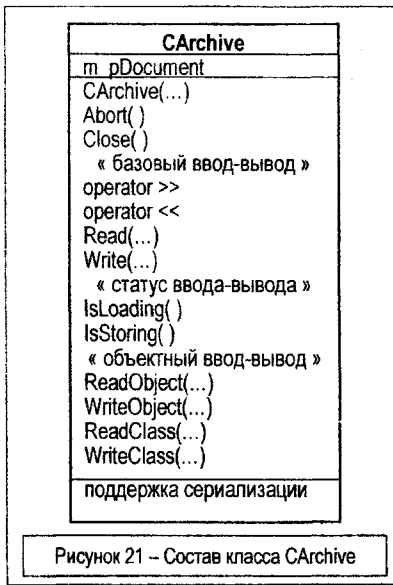 CArchive
m_pDocument
CArchive(...)
Abort( )
Close( )
« базовый ввод-вывод »
operator >>
operator <<
Read(...)
Write(...)
« статус ввода-вывода »
IsLoading( )
IsStoring( )
« объектный ввод-вывод »
ReadObject(...)
WriteObject(...)
ReadClass(...)
WriteClass(...)
поддержка сериализации
Рисунок 21 – Состав класса CArchive